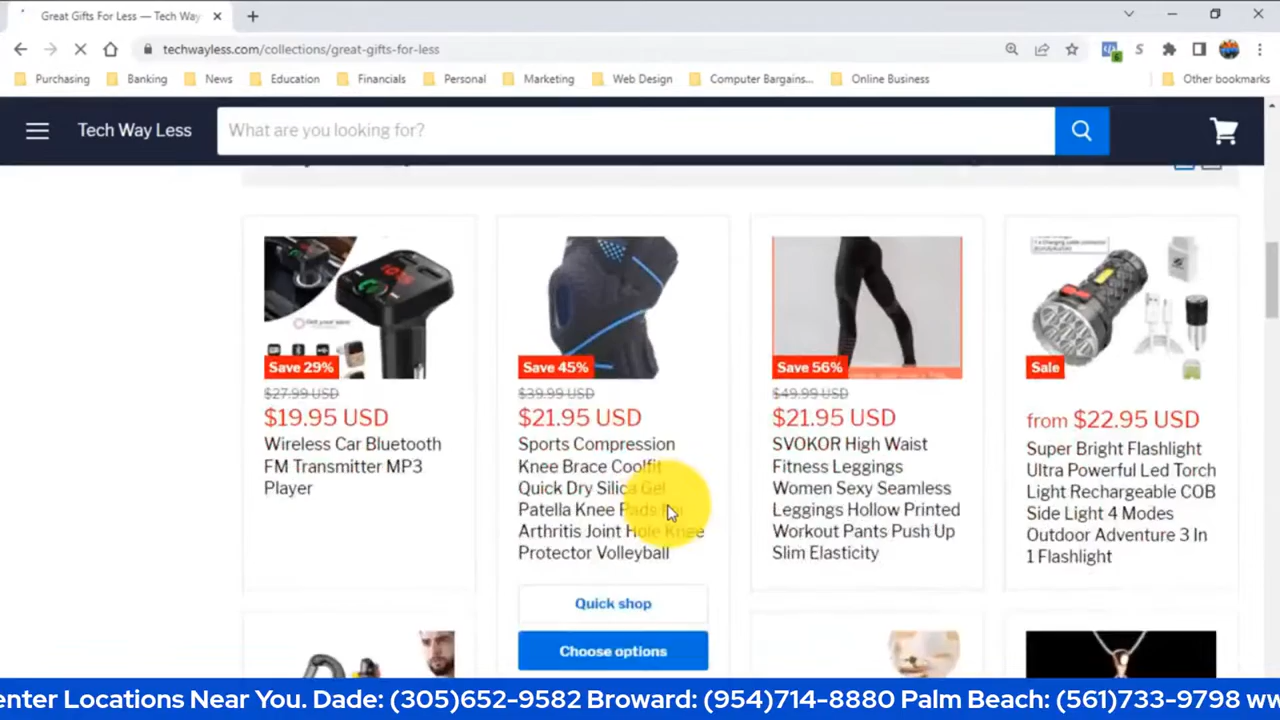 Great Gifts For Less — Tech Way
techwayless.com/collections/great-gifts-for-less
Purchasing
Banking
News
Education
Financials
Personal
Marketing
Web Design
Computer Bargains...
Online Business
Other bookmarks
Tech Way Less
What are you looking for?
Save 29%
$27.99 USD
$19.95 USD
Wireless Car Bluetooth
FM Transmitter MP3
Player
Save 45%
$39.99 USD
$21.95 USD
Sports Compression
Knee Brace Coolfit
Quick Dry Silica Gel
Patella Knee Pads
Arthritis Joint Hole Knee
Protector Volleyball
Quick shop
Choose options
Save 56%
$49.99 USD
$21.95 USD
SVOKOR High Waist
Fitness Leggings
Women Sexy Seamless
Leggings Hollow Printed
Workout Pants Push Up
Slim Elasticity
Sale
from $22.95 USD
Super Bright Flashlight
Ultra Powerful Led Torch
Light Rechargeable COB
Side Light 4 Modes
Outdoor Adventure 3 In
1 Flashlight
enter Locations Near You. Dade: (305)652-9582 Broward: (954)714-8880 Palm Beach: (561)733-9798 ww